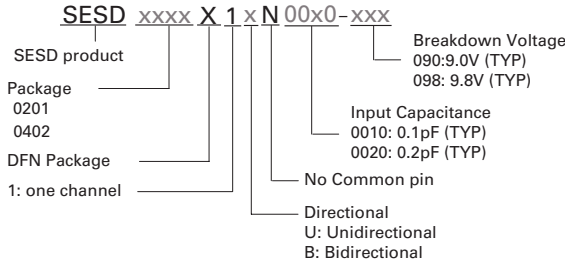 SESD xxxx X 1 x N 00x0-xxx
SESD product
Package
0201
0402
DFN Package
1: one channel
Breakdown Voltage
090:9.0V (TYP)
098: 9.8V (TYP)
Input Capacitance
0010: 0.1pF (TYP)
0020: 0.2pF (TYP)
No Common pin
Directional
U: Unidirectional
B: Bidirectional